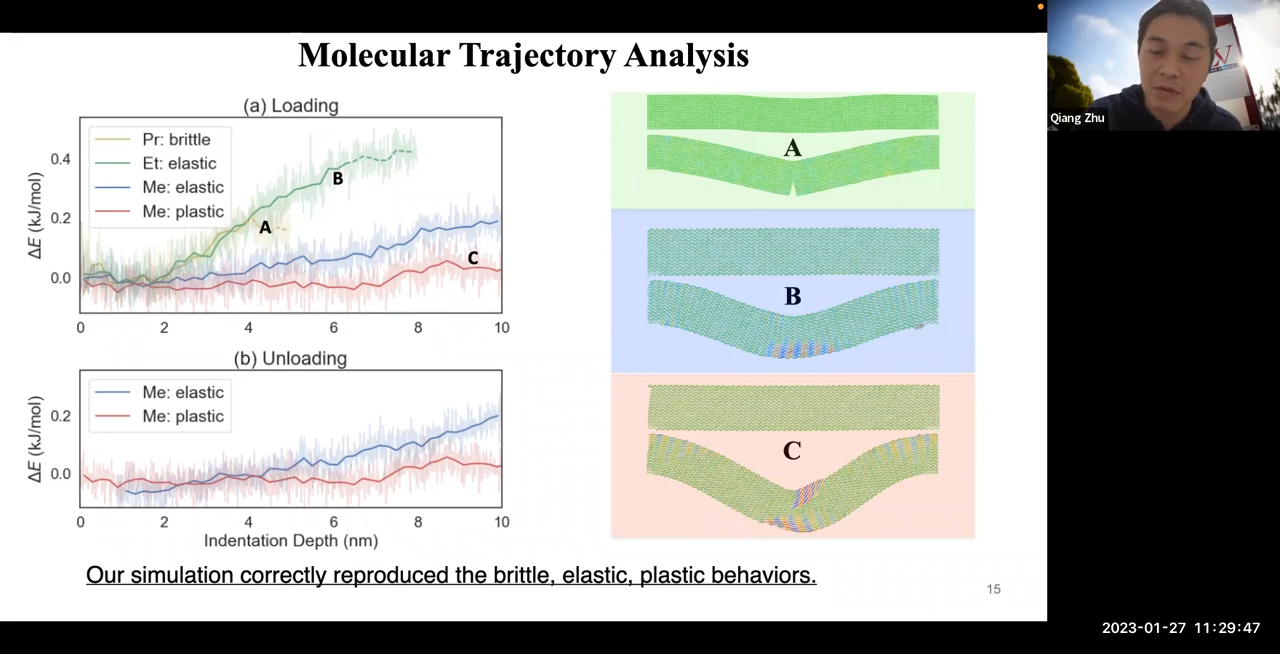 Molecular Trajectory Analysis
(a) Loading
Pr: brittle
Et: elastic
Me: elastic
Me: plastic
ΔE (kJ/mol)
0.4
0.2
0.0
A
B
C
0 2 4 6 8 10
(b) Unloading
Me: elastic
Me: plastic
ΔE (kJ/mol)
0.2
0.0
0 2 4 6 8 10
Indentation Depth (nm)
A
B
C
Our simulation correctly reproduced the brittle, elastic, plastic behaviors.
15
Qiang Zhu
2023-01-27 11:29:47